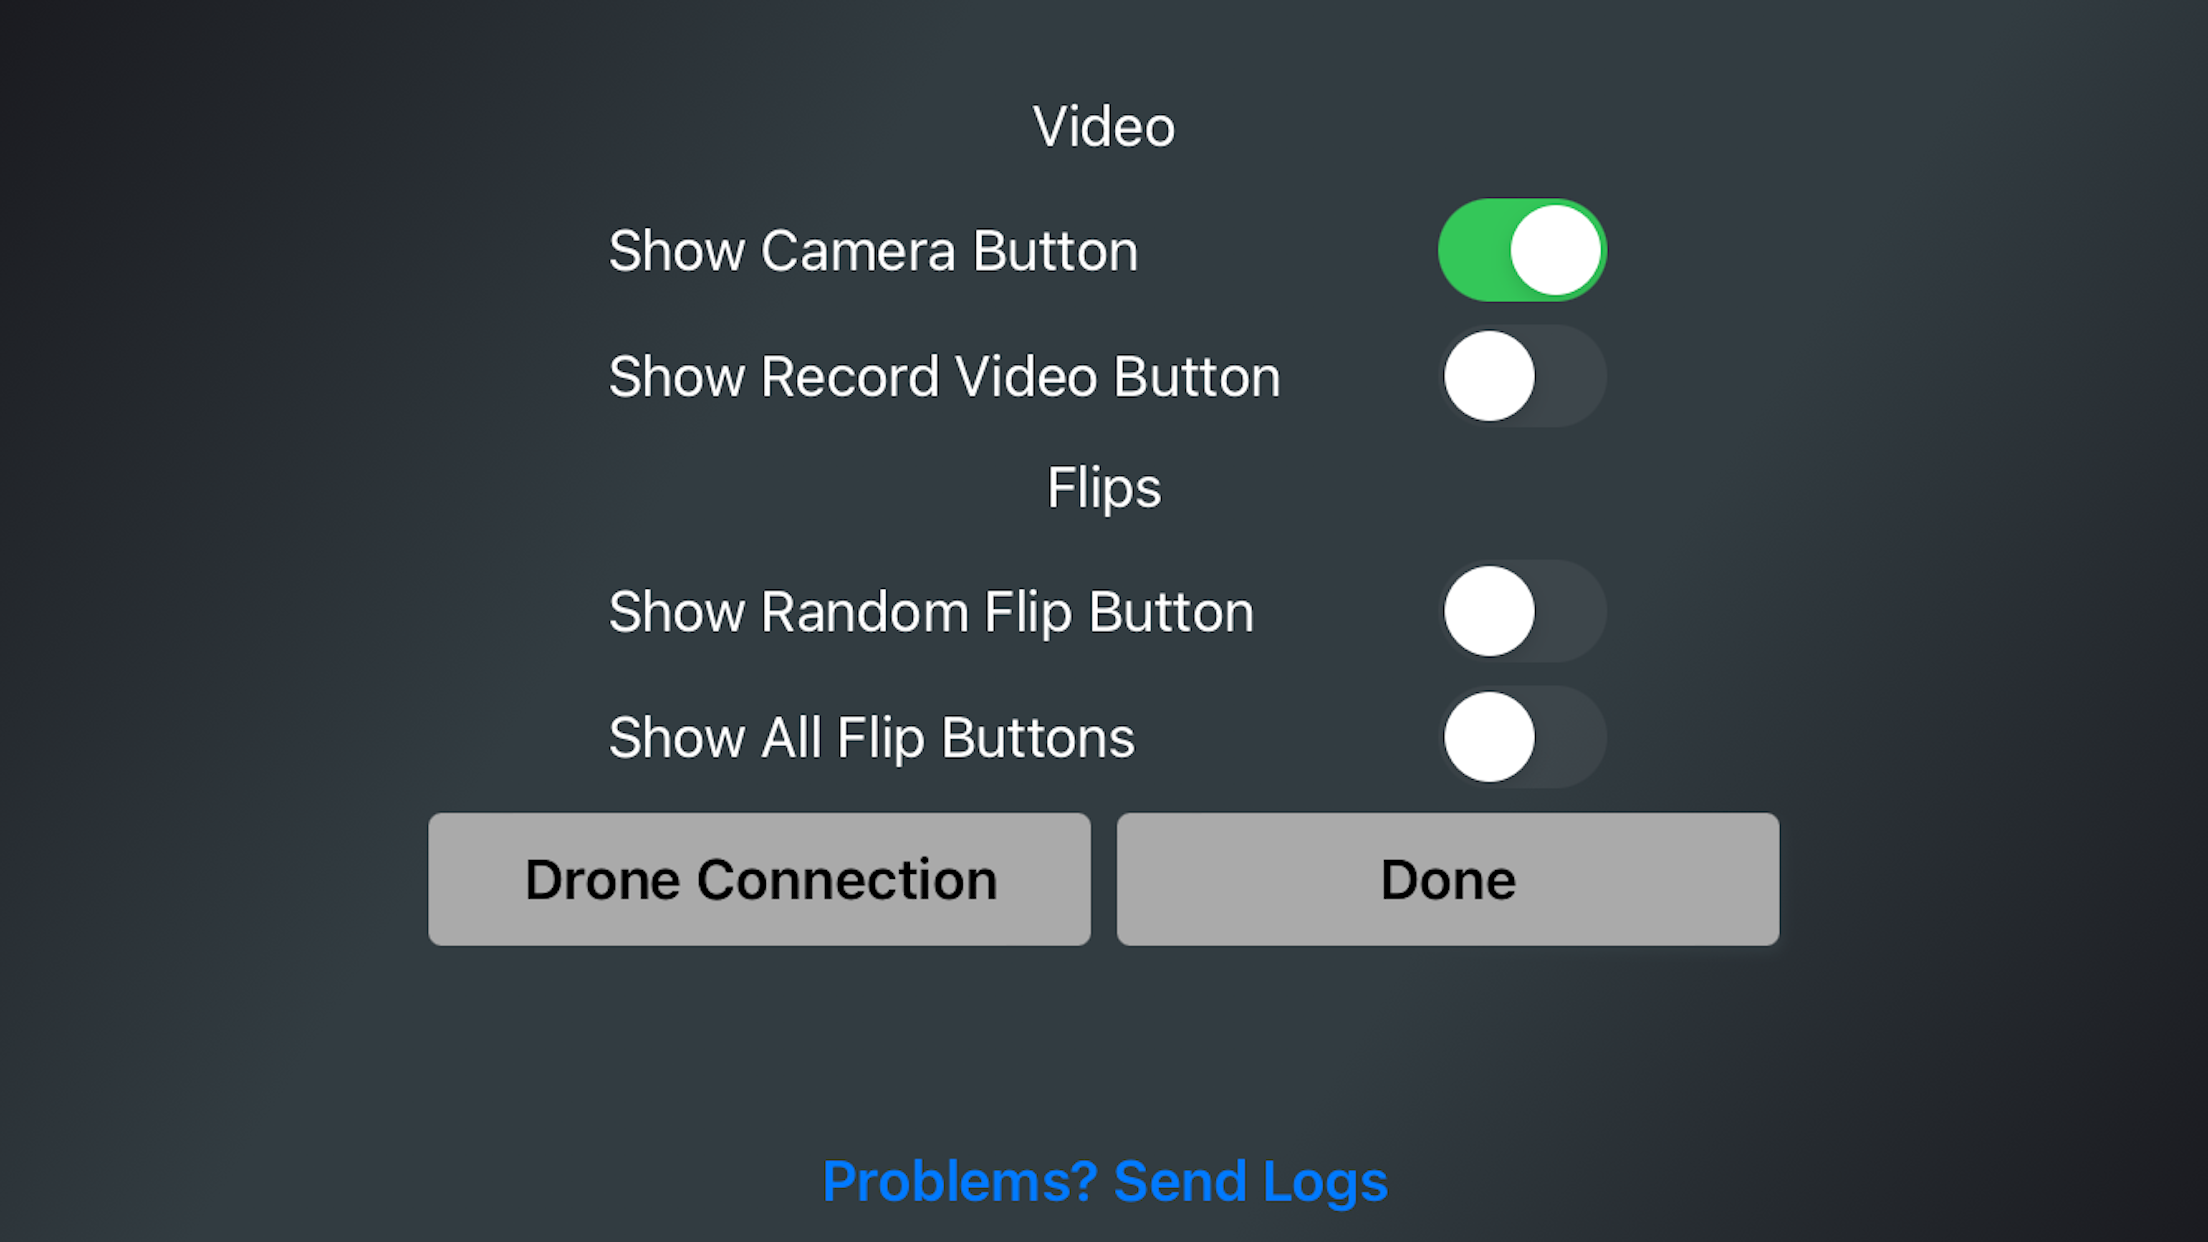 Video
Show Camera Button
Show Record Video Button
Flips
Show Random Flip Button
Show All Flip Buttons
Drone Connection
Done
Problems? Send Logs